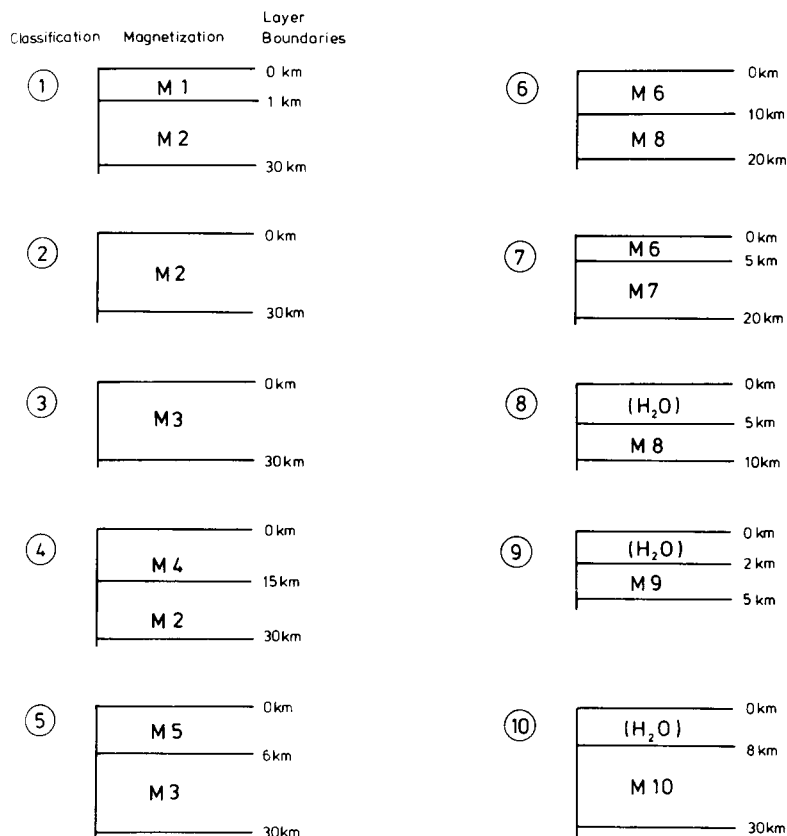 Classification Magnetization Layer Boundaries
1
0 km
M 1
1 km
M 2
30 km
2
0 km
M 2
30 km
3
0 km
M 3
30 km
4
0 km
M 4
15 km
M 2
30 km
5
0 km
M 5
6 km
M 3
30 km
6
0 km
M 6
10 km
M 8
20 km
7
0 km
M 6
5 km
M 7
20 km
8
0 km
(H₂O)
5 km
M 8
10 km
9
0 km
(H₂O)
2 km
M 9
5 km
10
0 km
(H₂O)
8 km
M 10
30 km